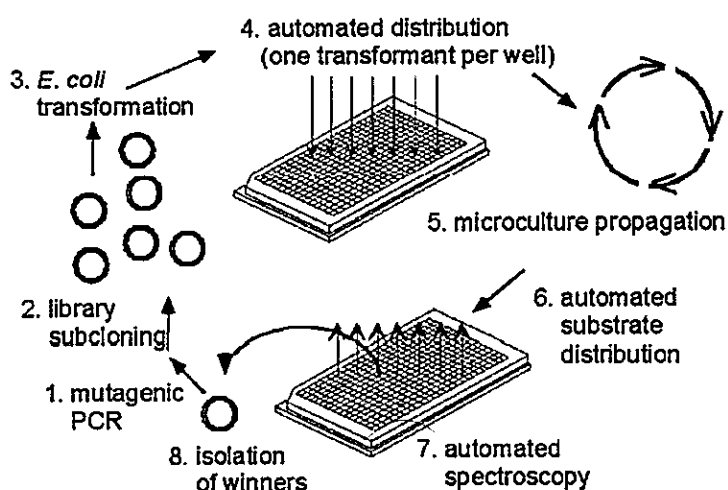 4. automated distribution
(one transformant per well)
3. E. coli
transformation
5. microculture propagation
2. library
subcloning
6. automated
substrate
distribution
1. mutagenic
PCR
8. isolation
of winners
7. automated
spectroscopy